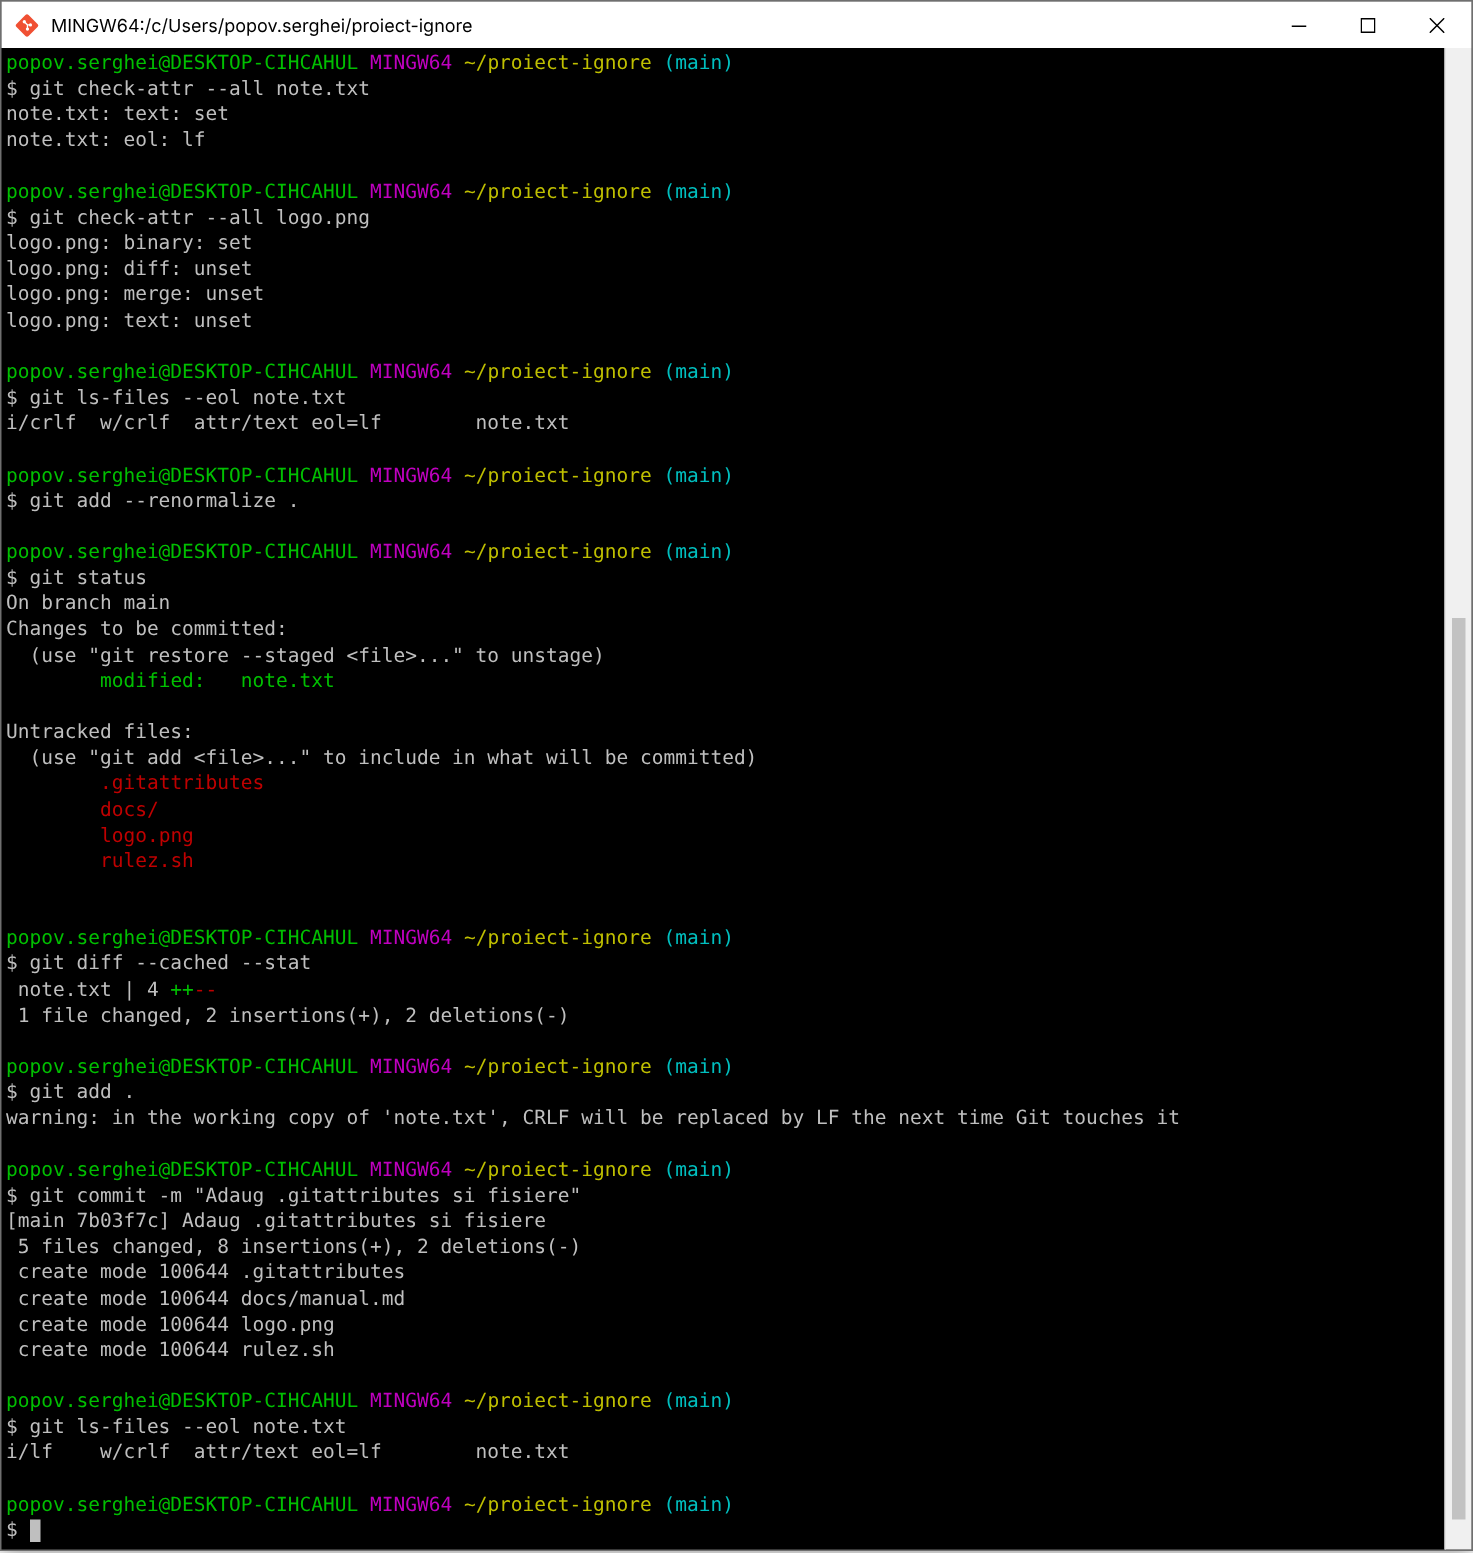 MINGW64:/c/Users/popov.serghei/proiect-ignore
popov.serghei@DESKTOP-CIHCAHUL MINGW64 ~/proiect-ignore (main)
$ git check-attr --all note.txt
note.txt: text: set
note.txt: eol: lf
popov.serghei@DESKTOP-CIHCAHUL MINGW64 ~/proiect-ignore (main)
$ git check-attr --all logo.png
logo.png: binary: set
logo.png: diff: unset
logo.png: merge: unset
logo.png: text: unset
popov.serghei@DESKTOP-CIHCAHUL MINGW64 ~/proiect-ignore (main)
$ git ls-files --eol note.txt
i/crlf  w/crlf  attr/text eol=lf        note.txt
popov.serghei@DESKTOP-CIHCAHUL MINGW64 ~/proiect-ignore (main)
$ git add --renormalize .
popov.serghei@DESKTOP-CIHCAHUL MINGW64 ~/proiect-ignore (main)
$ git status
On branch main
Changes to be committed:
  (use "git restore --staged <file>..." to unstage)
        modified:   note.txt
Untracked files:
  (use "git add <file>..." to include in what will be committed)
        .gitattributes
        docs/
        logo.png
        rulez.sh
popov.serghei@DESKTOP-CIHCAHUL MINGW64 ~/proiect-ignore (main)
$ git diff --cached --stat
 note.txt | 4 ++--
 1 file changed, 2 insertions(+), 2 deletions(-)
popov.serghei@DESKTOP-CIHCAHUL MINGW64 ~/proiect-ignore (main)
$ git add .
warning: in the working copy of 'note.txt', CRLF will be replaced by LF the next time Git touches it
popov.serghei@DESKTOP-CIHCAHUL MINGW64 ~/proiect-ignore (main)
$ git commit -m "Adaug .gitattributes si fisiere"
[main 7b03f7c] Adaug .gitattributes si fisiere
 5 files changed, 8 insertions(+), 2 deletions(-)
 create mode 100644 .gitattributes
 create mode 100644 docs/manual.md
 create mode 100644 logo.png
 create mode 100644 rulez.sh
popov.serghei@DESKTOP-CIHCAHUL MINGW64 ~/proiect-ignore (main)
$ git ls-files --eol note.txt
i/lf    w/crlf  attr/text eol=lf        note.txt
popov.serghei@DESKTOP-CIHCAHUL MINGW64 ~/proiect-ignore (main)
$